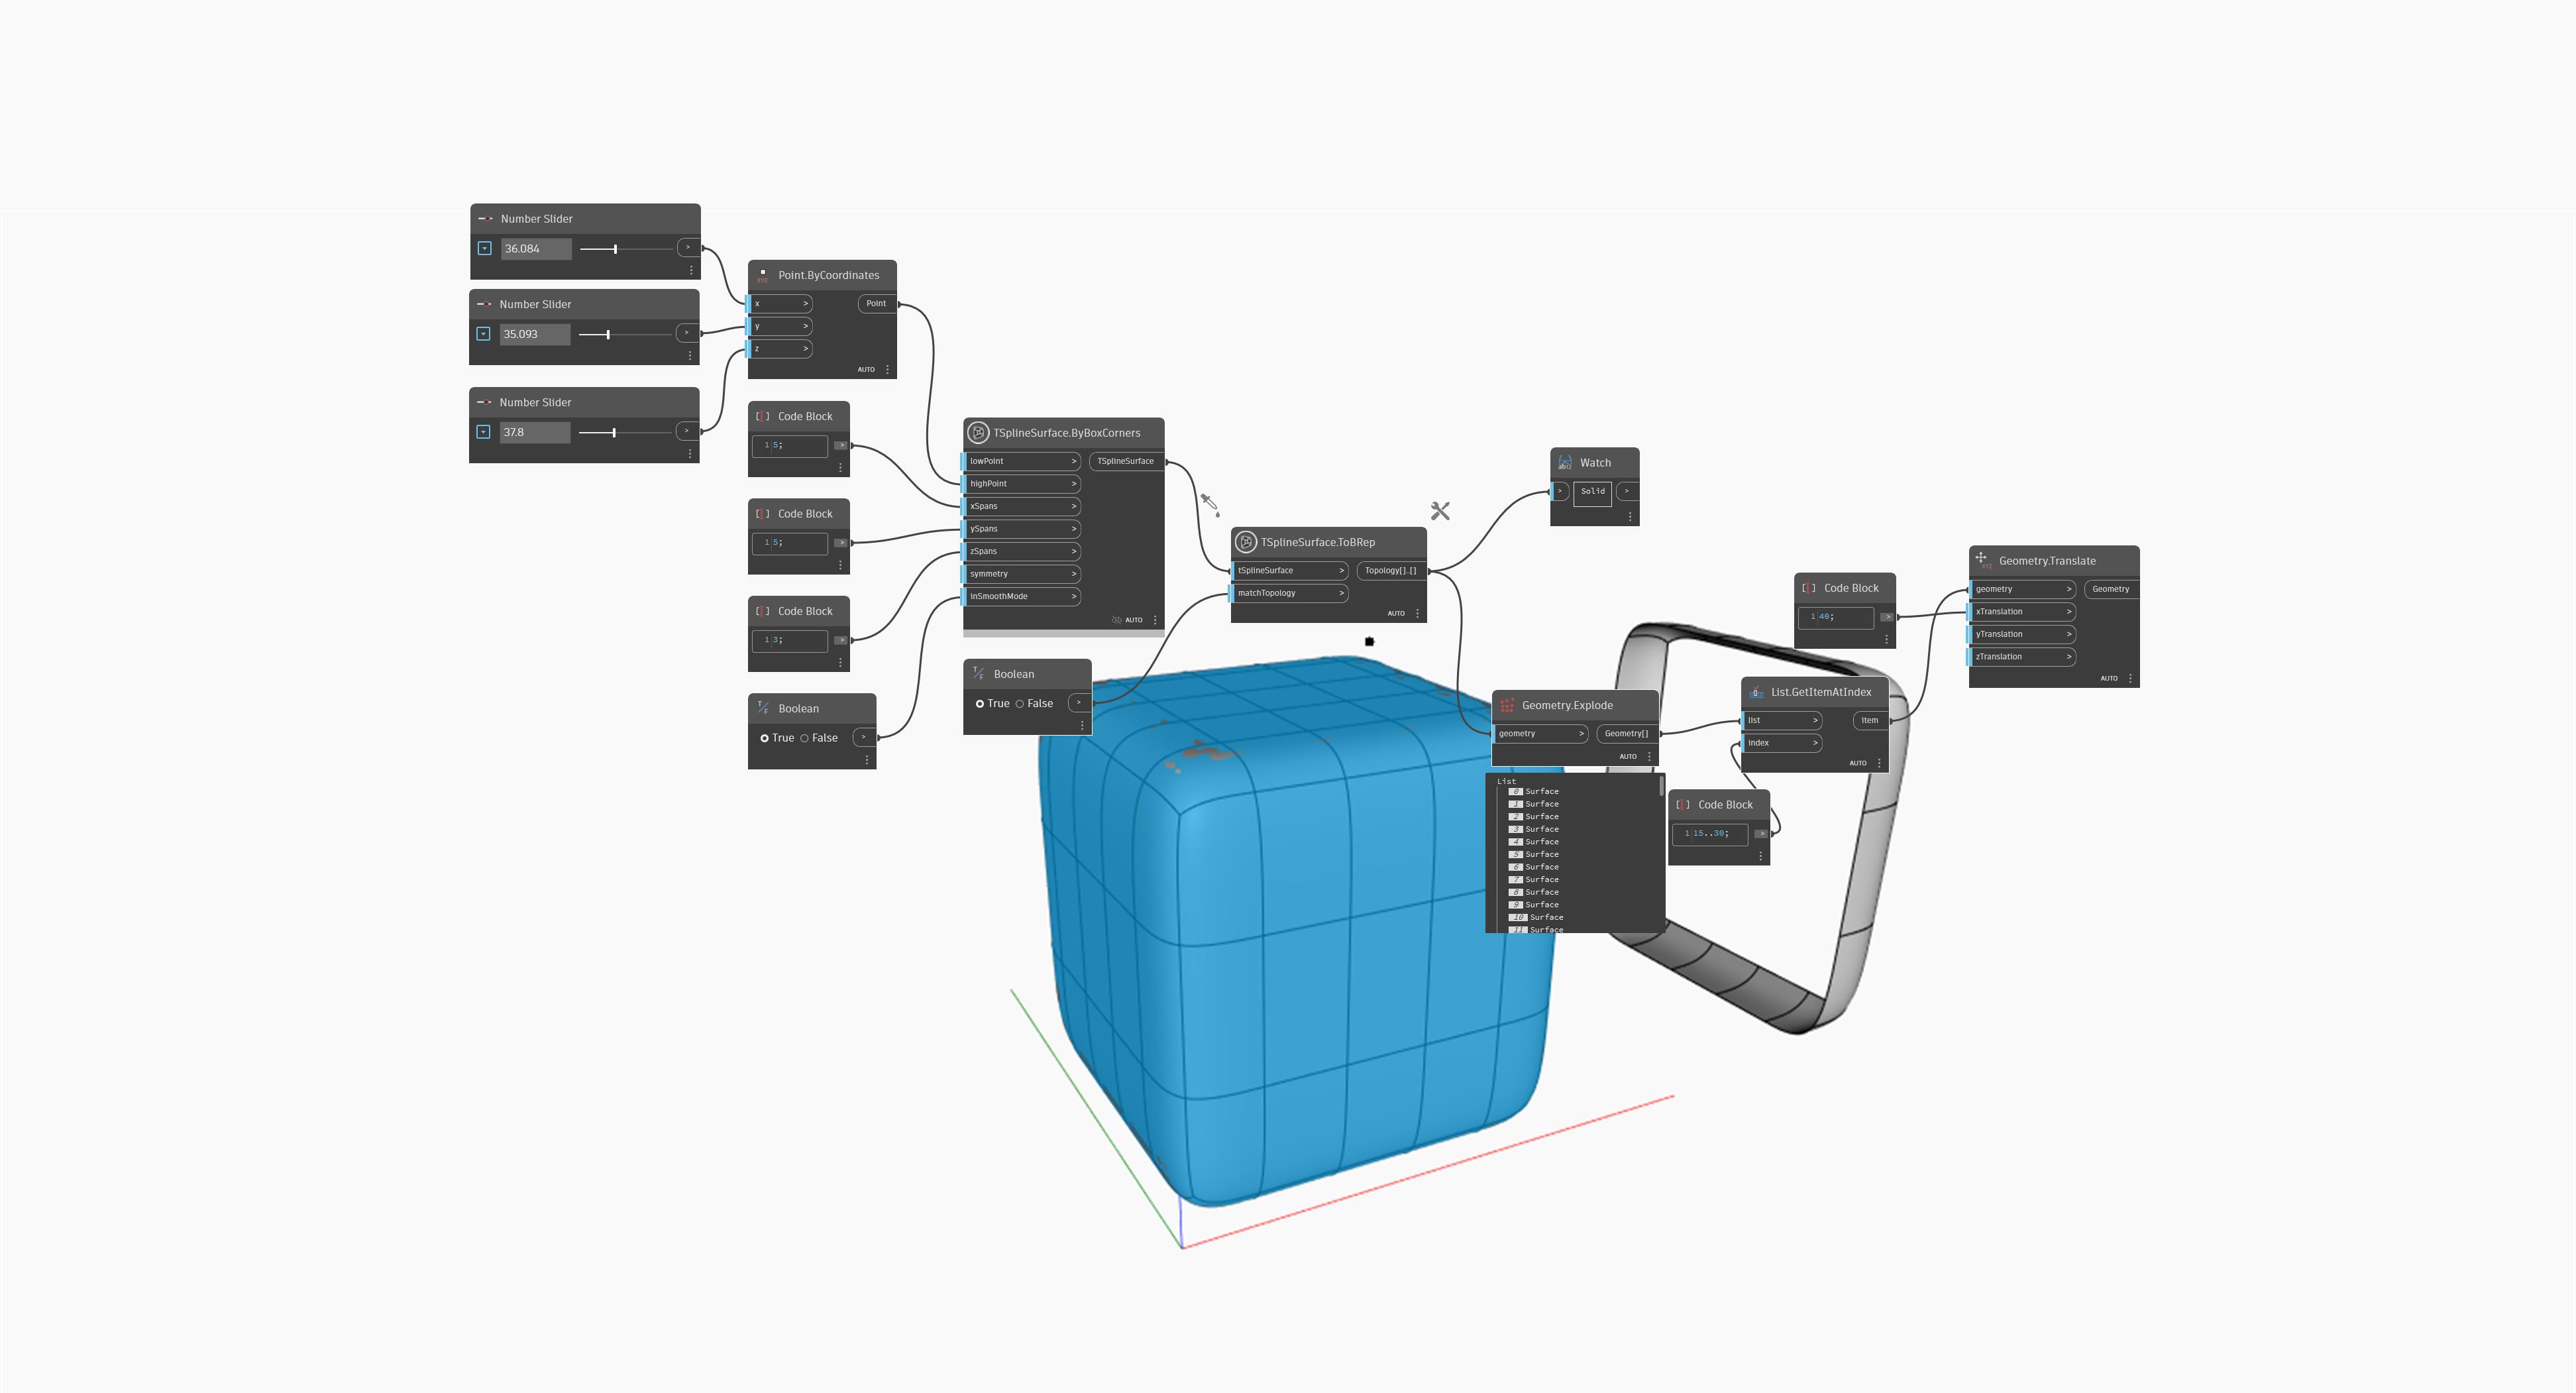 Number Slider
36.084
>
Number Slider
35.093
>
Number Slider
37.8
>
Point.ByCoordinates
x >
Point
y >
z >
AUTO
Code Block
1 5;
>
Code Block
1 5;
>
Code Block
1 3;
>
Boolean
True False
>
TSplineSurface.ByBoxCorners
lowPoint >
TSplineSurface
highPoint >
xSpans >
ySpans >
zSpans >
symmetry >
inSmoothMode >
AUTO
Boolean
True False
>
TSplineSurface.ToBRep
tSplineSurface >
Topology[]..[]
matchTopology >
AUTO
Watch
> Solid >
Geometry.Explode
geometry >
Geometry[]
AUTO
List
0 Surface
1 Surface
2 Surface
3 Surface
4 Surface
5 Surface
6 Surface
7 Surface
8 Surface
9 Surface
10 Surface
11 Surface
Code Block
1 40;
>
List.GetItemAtIndex
list >
item
index >
AUTO
Code Block
1 15..30;
>
Geometry.Translate
geometry >
Geometry
xTranslation >
yTranslation >
zTranslation >
AUTO